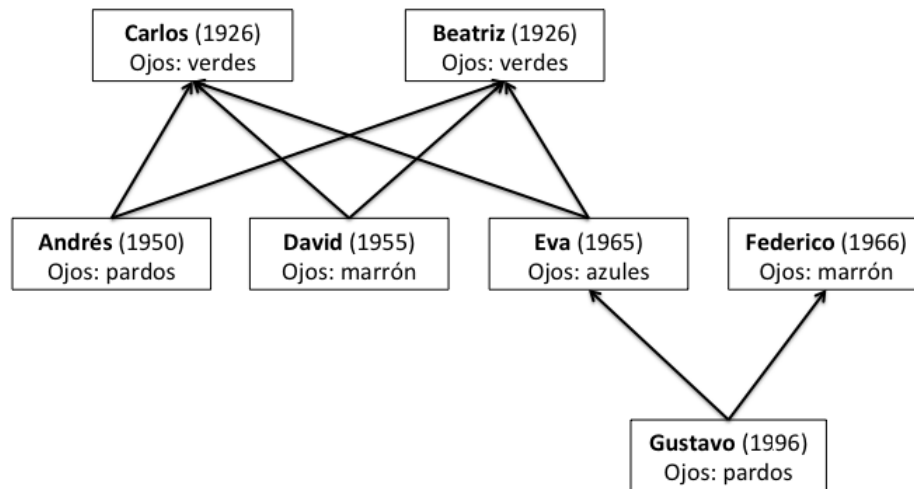 Carlos (1926)
Ojos: verdes
Beatriz (1926)
Ojos: verdes
Andrés (1950)
Ojos: pardos
David (1955)
Ojos: marrón
Eva (1965)
Ojos: azules
Federico (1966)
Ojos: marrón
Gustavo (1996)
Ojos: pardos